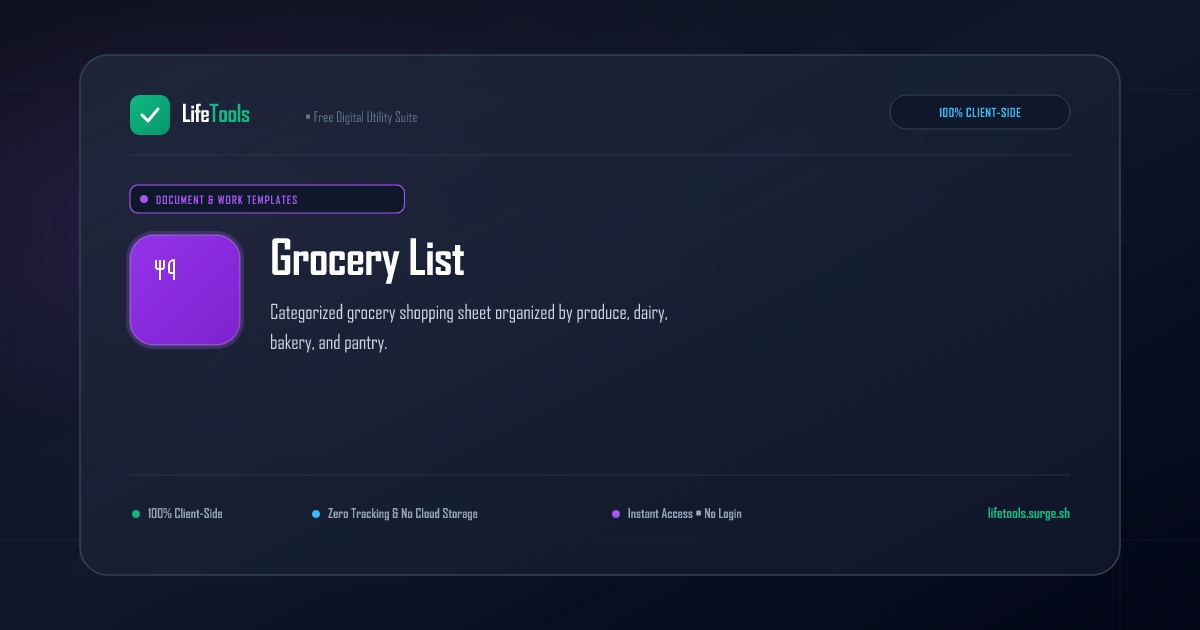 LifeTools
▪ Free Digital Utility Suite
100% CLIENT-SIDE
DOCUMENT & WORK TEMPLATES
Grocery List
Categorized grocery shopping sheet organized by produce, dairy,
bakery, and pantry.
100% Client-Side
Zero Tracking & No Cloud Storage
Instant Access ▪ No Login
lifetools.surge.sh